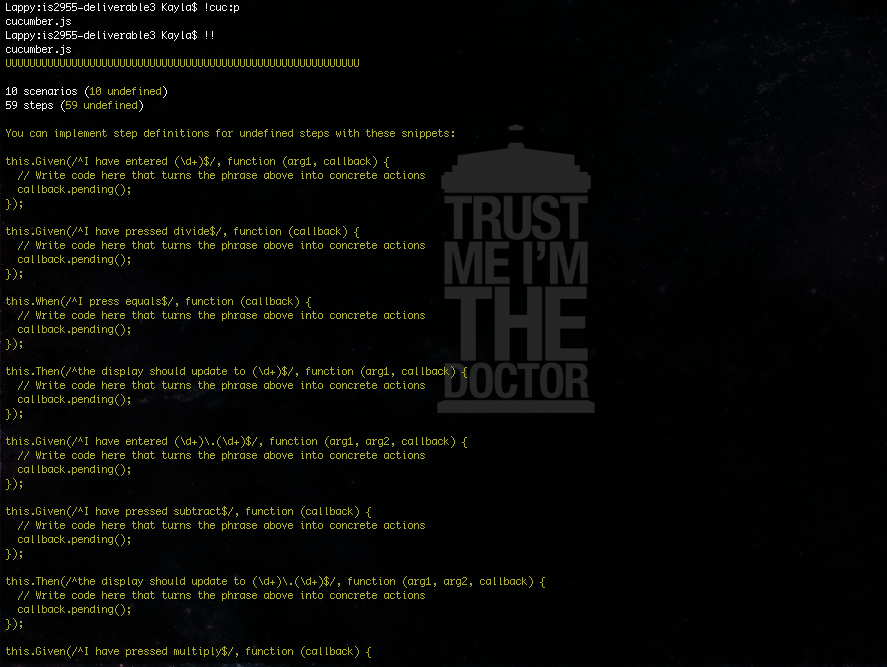 Lappy:is2955-deliverable3 Kayla$ !cuc:p
cucumber.js
Lappy:is2955-deliverable3 Kayla$ !!
cucumber.js
UUUUUUUUUUUUUUUUUUUUUUUUUUUUUUUUUUUUUUUUUUUUUUUUUUUUUUUUUUU
10 scenarios (10 undefined)
59 steps (59 undefined)
You can implement step definitions for undefined steps with these snippets:
this.Given(/^I have entered (\d+)$/, function (arg1, callback) {
  // Write code here that turns the phrase above into concrete actions
  callback.pending();
});
this.Given(/^I have pressed divide$/, function (callback) {
  // Write code here that turns the phrase above into concrete actions
  callback.pending();
});
this.When(/^I press equals$/, function (callback) {
  // Write code here that turns the phrase above into concrete actions
  callback.pending();
});
this.Then(/^the display should update to (\d+)$/, function (arg1, callback) {
  // Write code here that turns the phrase above into concrete actions
  callback.pending();
});
this.Given(/^I have entered (\d+)\.(\d+)$/, function (arg1, arg2, callback) {
  // Write code here that turns the phrase above into concrete actions
  callback.pending();
});
this.Given(/^I have pressed subtract$/, function (callback) {
  // Write code here that turns the phrase above into concrete actions
  callback.pending();
});
this.Then(/^the display should update to (\d+)\.(\d+)$/, function (arg1, arg2, callback) {
  // Write code here that turns the phrase above into concrete actions
  callback.pending();
});
this.Given(/^I have pressed multiply$/, function (callback) {
TRUST
ME I'M
THE
DOCTOR